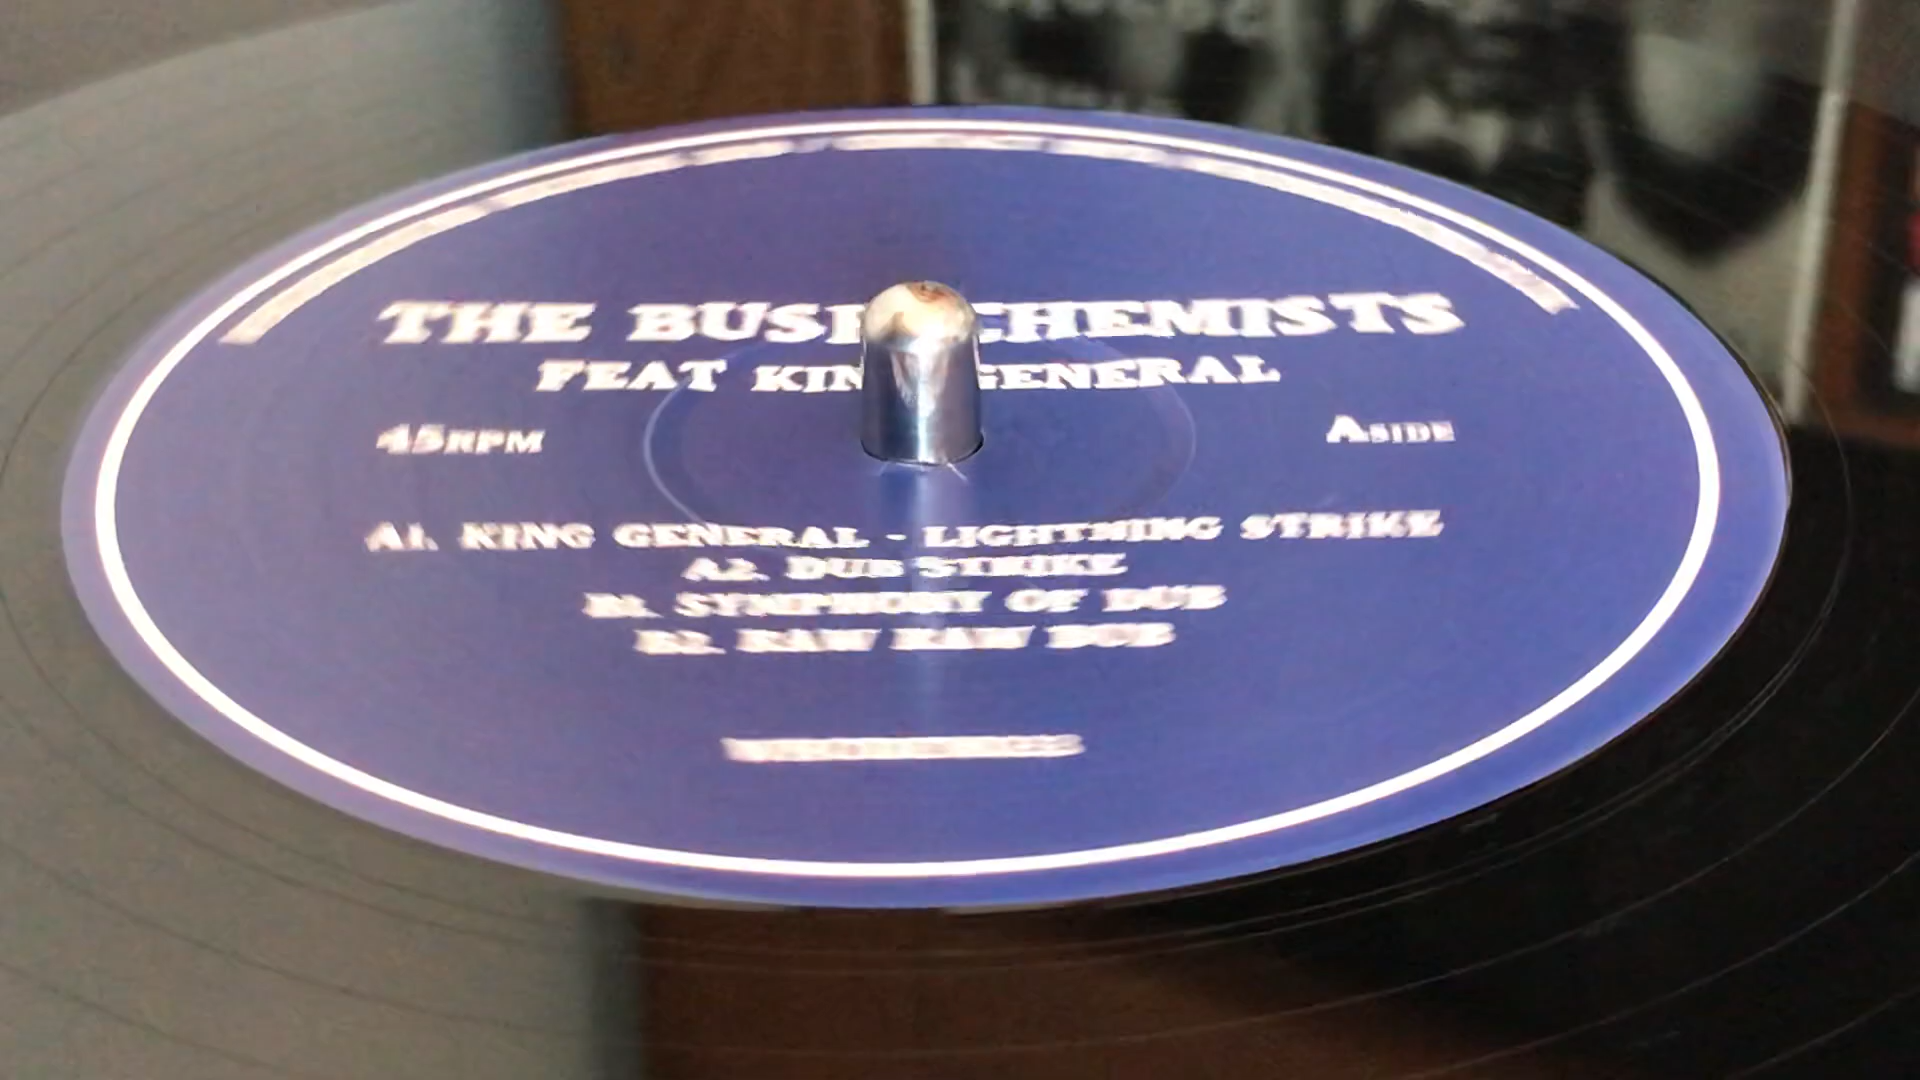 THE BUSH CHEMISTS
FEAT KING GENERAL
45RPM
ASIDE
A1. KING GENERAL - LIGHTNING STRIKE
A2. DUB STRIKE
B1. SYMPHONY OF DUB
B2. RAW RAW DUB